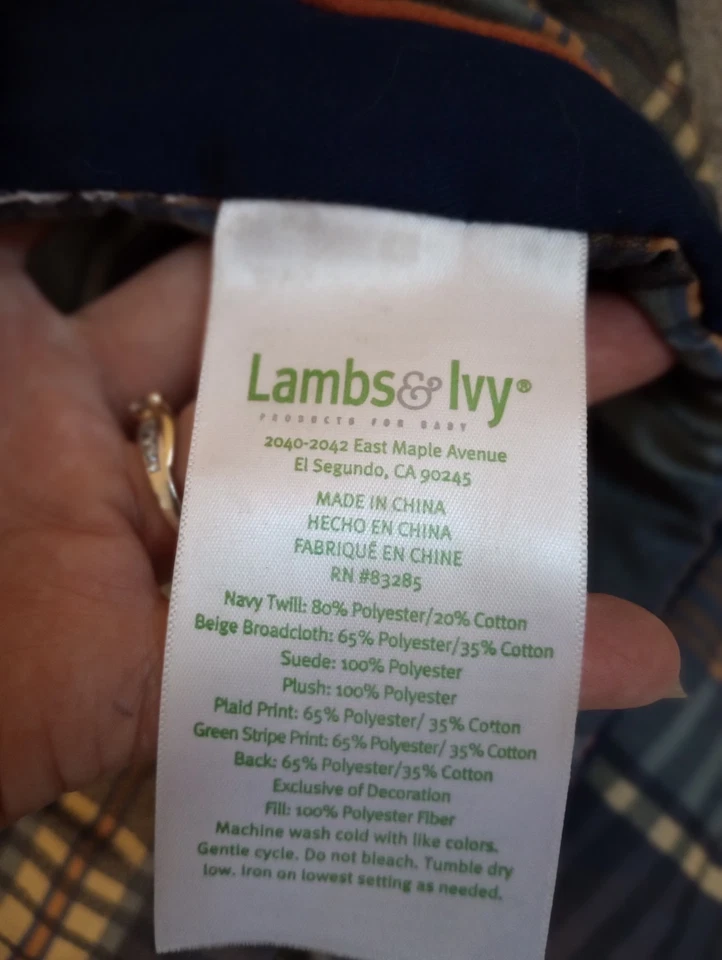 Lambs & Ivy®
PRODUCTS FOR BABY
2040-2042 East Maple Avenue
El Segundo, CA 90245
MADE IN CHINA
HECHO EN CHINA
FABRIQUÉ EN CHINE
RN #83285
Navy Twill: 80% Polyester/20% Cotton
Beige Broadcloth: 65% Polyester/35% Cotton
Suede: 100% Polyester
Plush: 100% Polyester
Plaid Print: 65% Polyester/ 35% Cotton
Green Stripe Print: 65% Polyester/ 35% Cotton
Back: 65% Polyester/35% Cotton
Exclusive of Decoration
Fill: 100% Polyester Fiber
Machine wash cold with like colors.
Gentle cycle. Do not bleach. Tumble dry
low. Iron on lowest setting as needed.